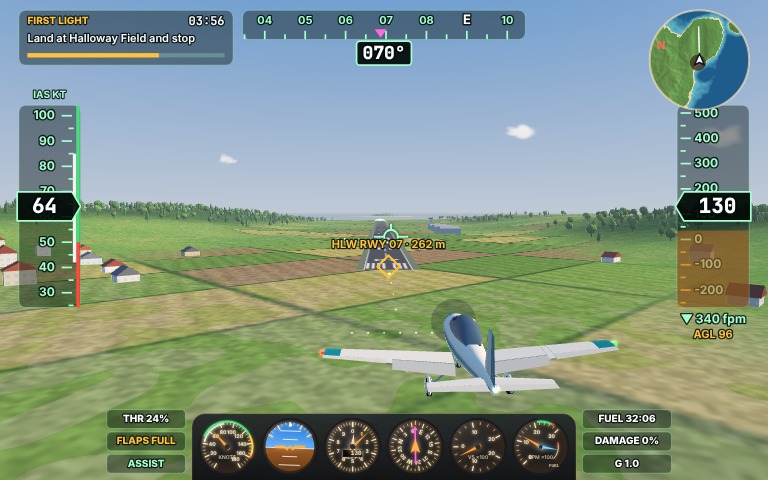 FIRST LIGHT 03:56
Land at Halloway Field and stop
04 05 06 07 08 E 10
070°
N
IAS KT
100
90
80
70
64
50
40
30
500
400
300
200
130
0
-100
-200
340 fpm
AGL 96
HLW RWY 07 · 262 m
THR 24%
FLAPS FULL
ASSIST
FUEL 32:06
DAMAGE 0%
G 1.0